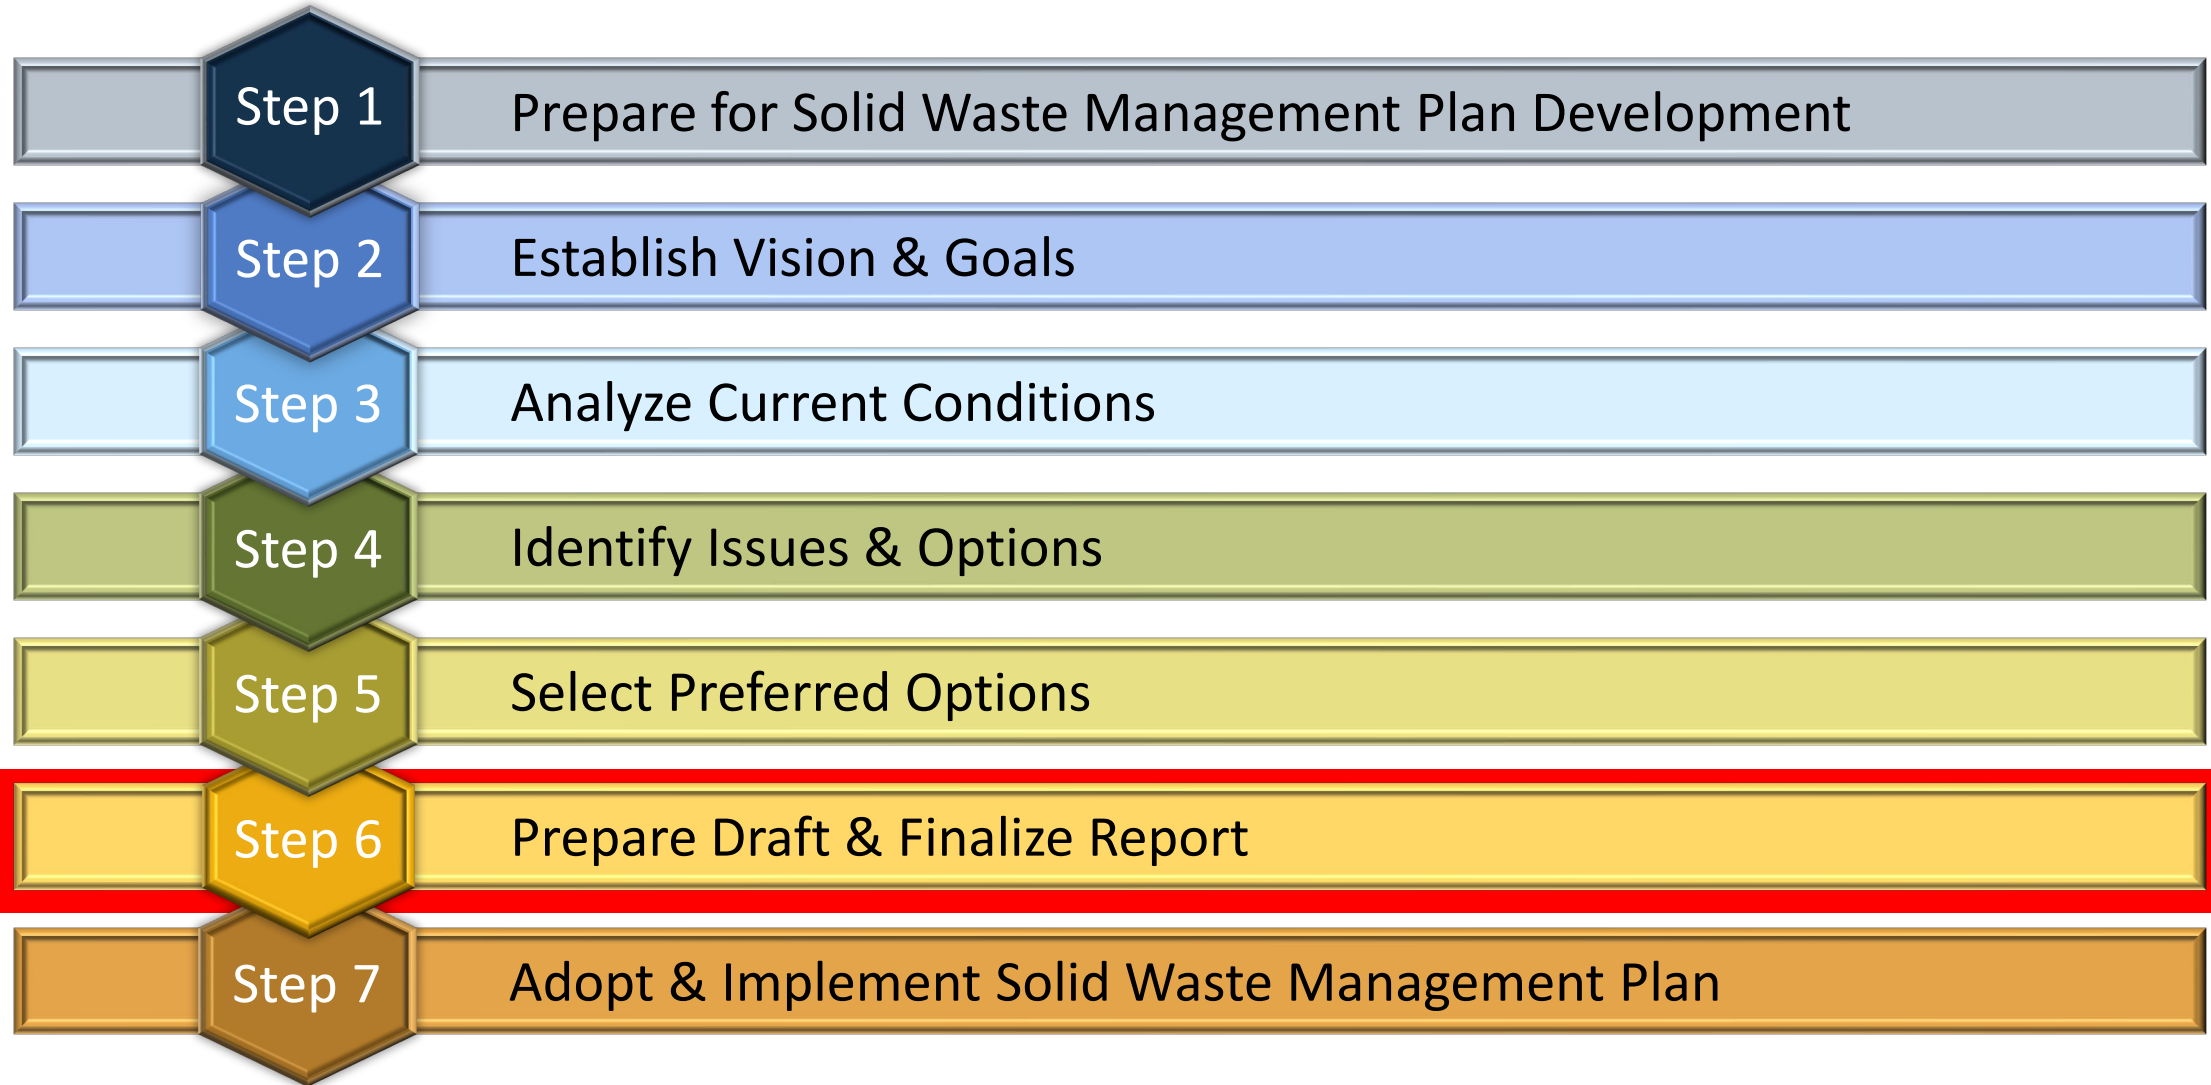 Step 1 Prepare for Solid Waste Management Plan Development
Step 2 Establish Vision & Goals
Step 3 Analyze Current Conditions
Step 4 Identify Issues & Options
Step 5 Select Preferred Options
Step 6 Prepare Draft & Finalize Report
Step 7 Adopt & Implement Solid Waste Management Plan